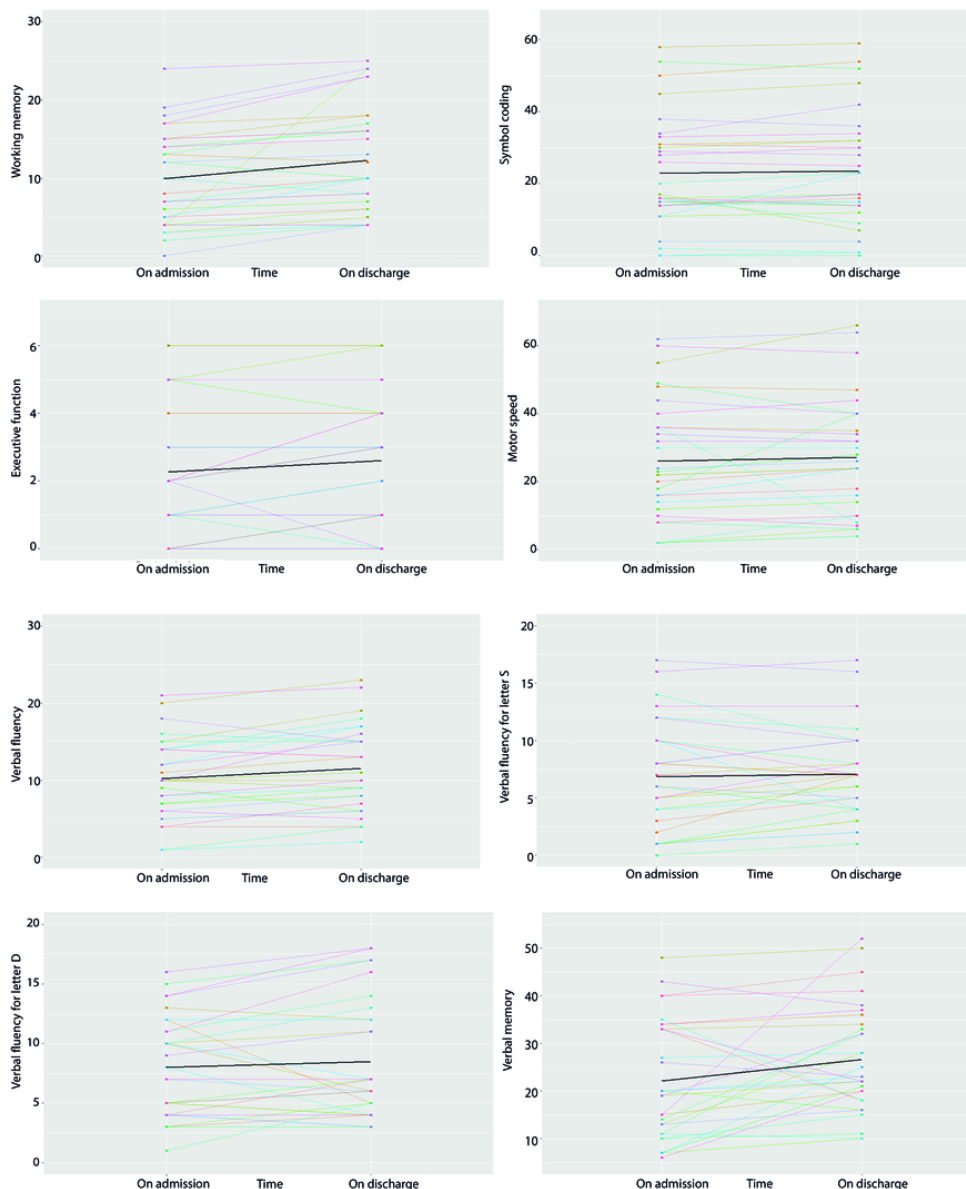 Working memory
30
20
10
0
On admission Time On discharge
Symbol coding
60
40
20
0
On admission Time On discharge
Executive function
6
4
2
0
On admission Time On discharge
Motor speed
60
40
20
0
On admission Time On discharge
Verbal fluency
30
20
10
0
On admission Time On discharge
Verbal fluency for letter S
20
15
10
5
0
On admission Time On discharge
Verbal fluency for letter D
20
15
10
5
0
On admission Time On discharge
Verbal memory
50
40
30
20
10
On admission Time On discharge